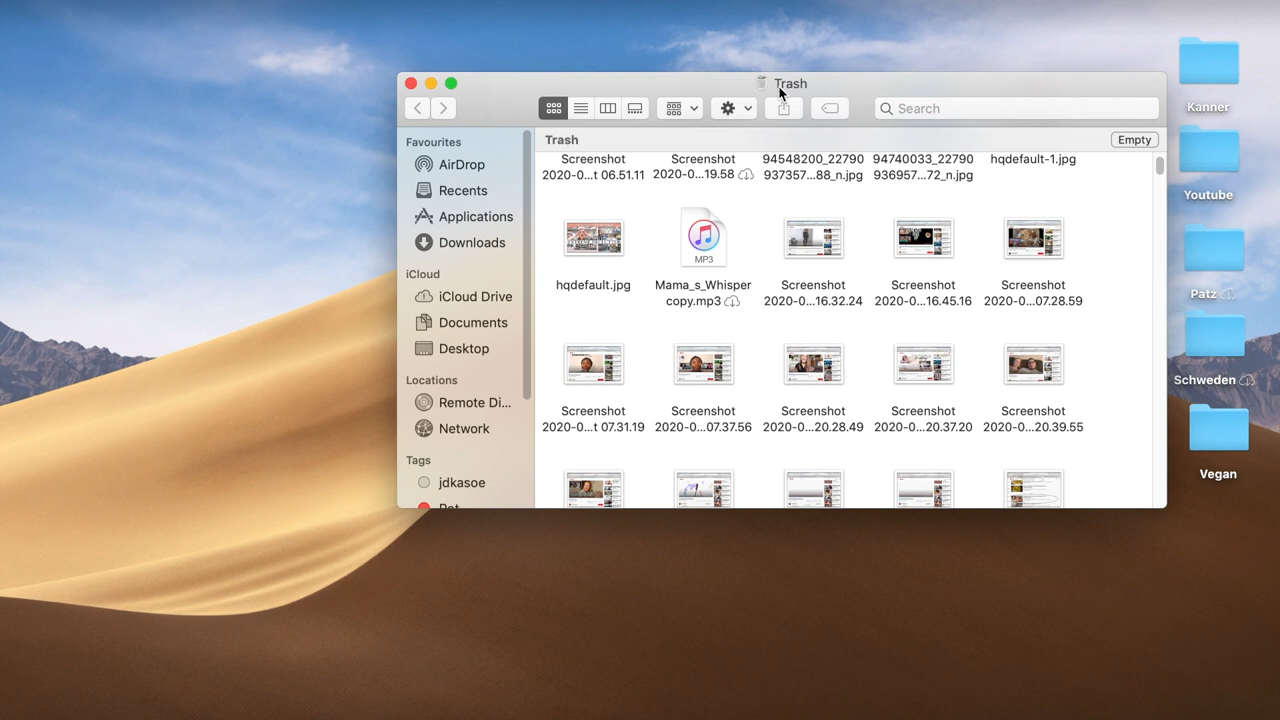 Trash
Search
Trash
Empty
Favourites
AirDrop
Recents
Applications
Downloads
iCloud
iCloud Drive
Documents
Desktop
Locations
Remote Di...
Network
Tags
jdkasoe
Screenshot
2020-0...t 06.51.11
Screenshot
2020-0...19.58
94548200_22790
937357...88_n.jpg
94740033_22790
936957...72_n.jpg
hqdefault-1.jpg
hqdefault.jpg
MP3
Mama_s_Whisper
copy.mp3
Screenshot
2020-0...16.32.24
Screenshot
2020-0...16.45.16
Screenshot
2020-0...07.28.59
Screenshot
2020-0...t 07.31.19
Screenshot
2020-0...07.37.56
Screenshot
2020-0...20.28.49
Screenshot
2020-0...20.37.20
Screenshot
2020-0...20.39.55
Kanner
Youtube
Patz
Schweden
Vegan